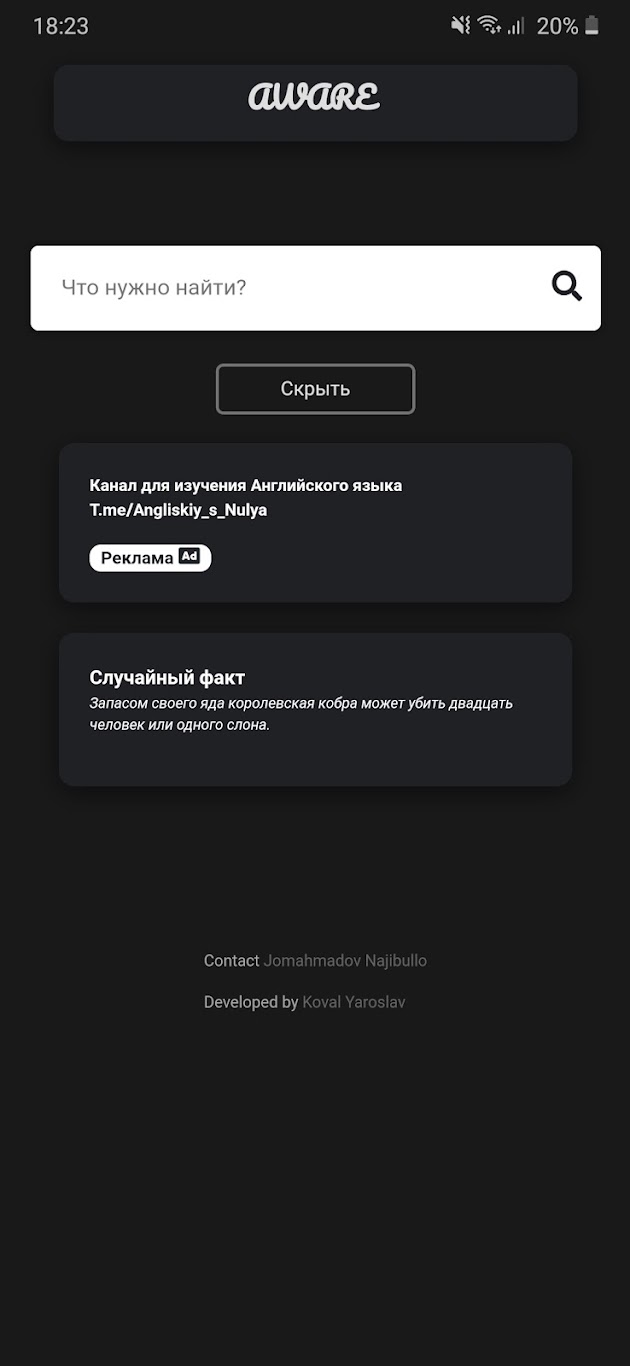 18:23
20%
AWARE
Что нужно найти?
Скрыть
Канал для изучения Английского языка
T.me/Angliskiy_s_Nulya
Реклама Ad
Случайный факт
Запасом своего яда королевская кобра может убить двадцать
человек или одного слона.
Contact Jomahmadov Najibullo
Developed by Koval Yaroslav